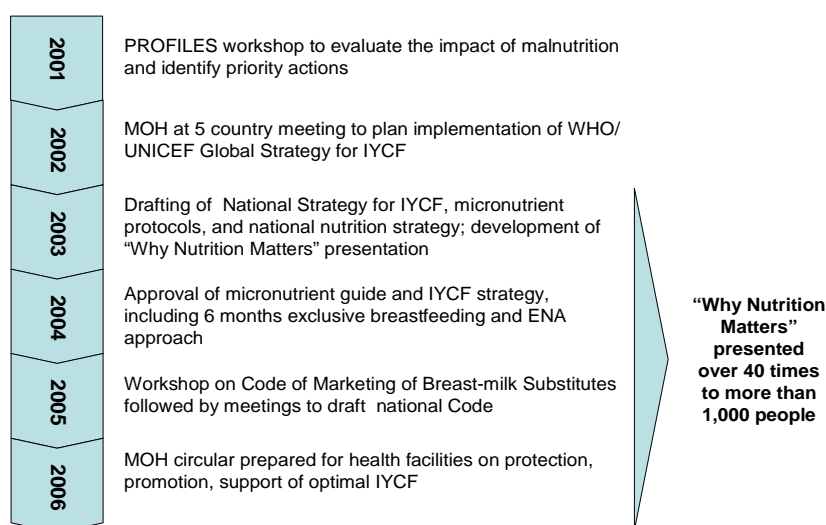 2001
PROFILES workshop to evaluate the impact of malnutrition
and identify priority actions
2002
MOH at 5 country meeting to plan implementation of WHO/
UNICEF Global Strategy for IYCF
2003
Drafting of National Strategy for IYCF, micronutrient
protocols, and national nutrition strategy; development of
“Why Nutrition Matters” presentation
2004
Approval of micronutrient guide and IYCF strategy,
including 6 months exclusive breastfeeding and ENA
approach
2005
Workshop on Code of Marketing of Breast-milk Substitutes
followed by meetings to draft national Code
2006
MOH circular prepared for health facilities on protection,
promotion, support of optimal IYCF
“Why Nutrition
Matters”
presented
over 40 times
to more than
1,000 people